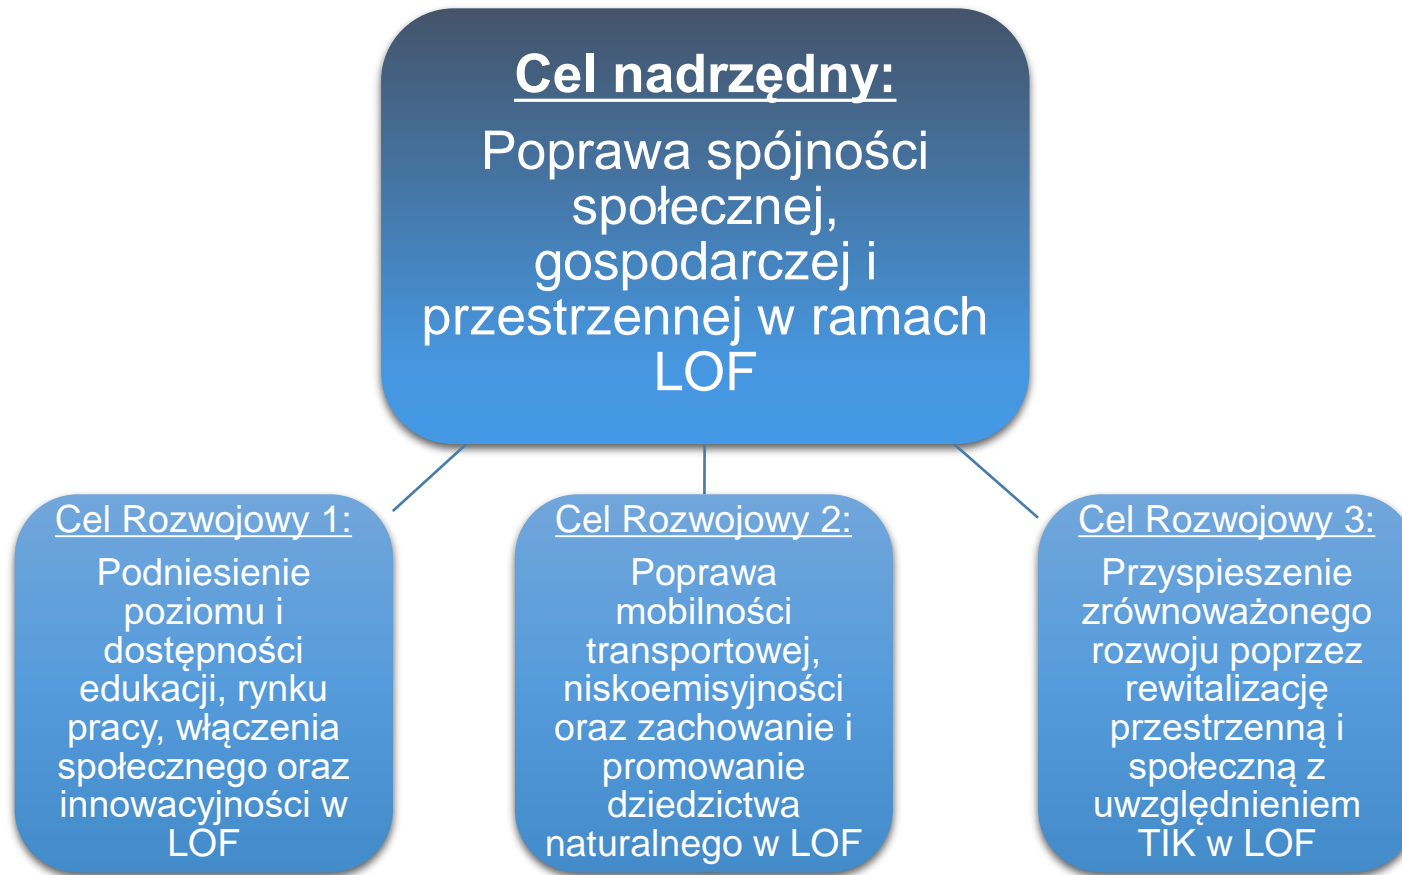 Cel nadrzędny:
Poprawa spójności
społecznej,
gospodarczej i
przestrzennej w ramach
LOF
Cel Rozwojowy 1:
Podniesienie
poziomu i
dostępności
edukacji, rynku
pracy, włączenia
społecznego oraz
innowacyjności w
LOF
Cel Rozwojowy 2:
Poprawa
mobilności
transportowej,
niskoemisyjności
oraz zachowanie i
promowanie
dziedzictwa
naturalnego w LOF
Cel Rozwojowy 3:
Przyspieszenie
zrównoważonego
rozwoju poprzez
rewitalizację
przestrzenną i
społeczną z
uwzględnieniem
TIK w LOF